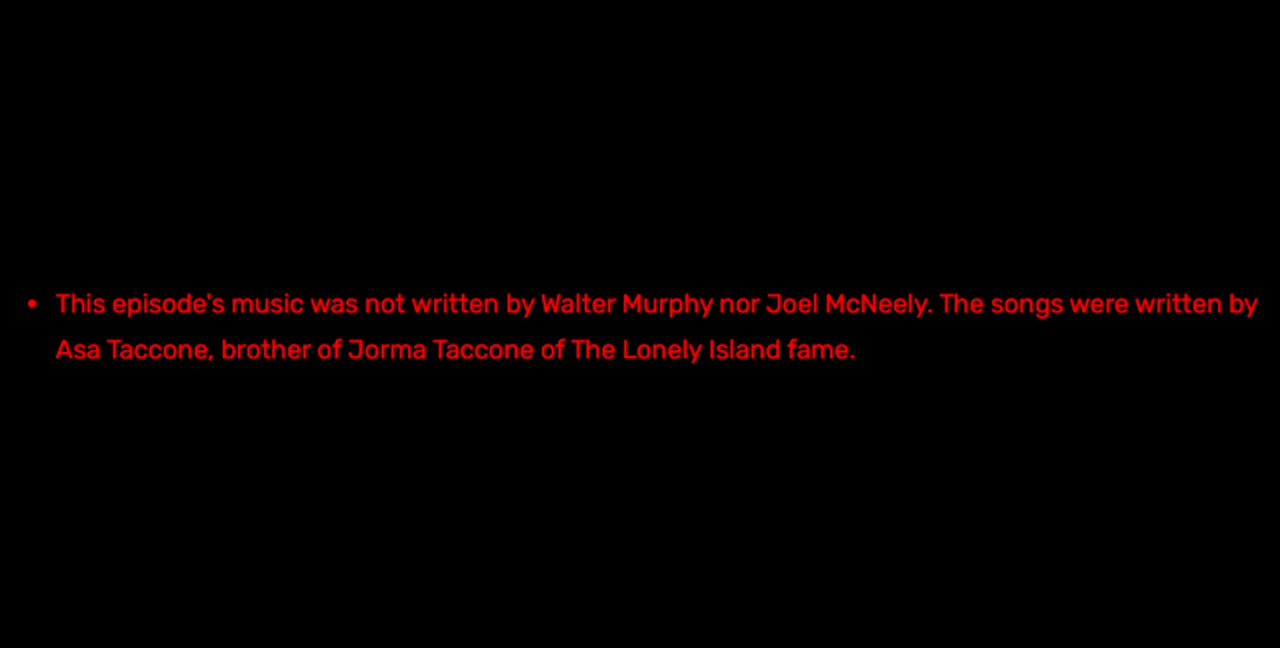 • This episode's music was not written by Walter Murphy nor Joel McNeely. The songs were written by
Asa Taccone, brother of Jorma Taccone of The Lonely Island fame.